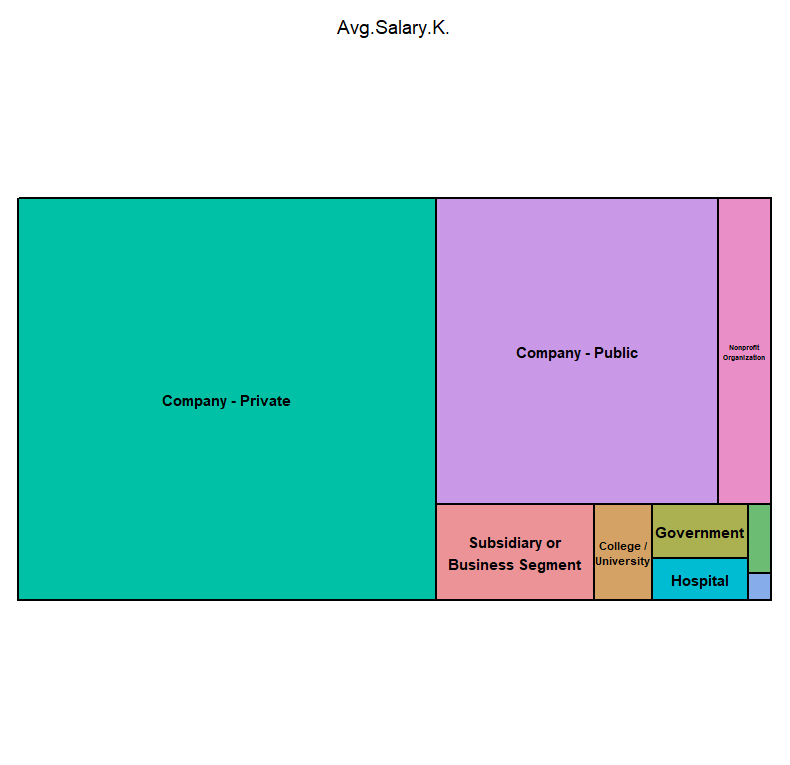 Avg.Salary.K.
Company - Private
Company - Public
Nonprofit
Organization
Subsidiary or
Business Segment
College /
University
Government
Hospital